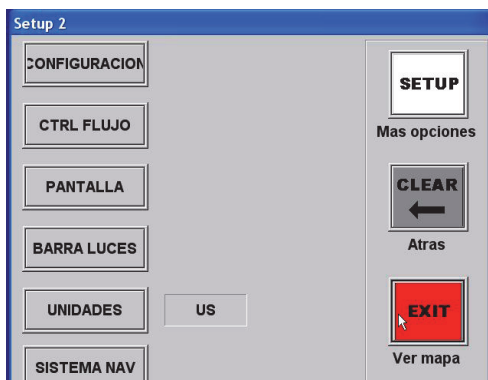 Setup 2
CONFIGURACION
CTRL FLUJO
PANTALLA
BARRA LUCES
UNIDADES
US
SISTEMA NAV
SETUP
Mas opciones
CLEAR
Atras
EXIT
Ver mapa